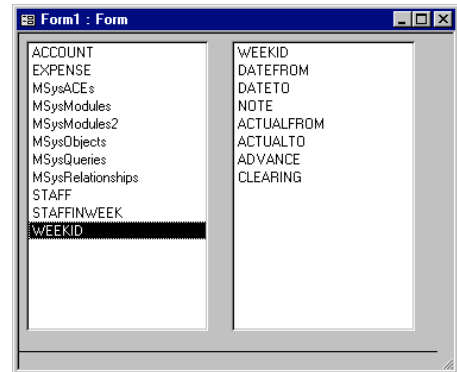 Form1 : Form
ACCOUNT
EXPENSE
MSysACEs
MSysModules
MSysModules2
MSysObjects
MSysQueries
MSysRelationships
STAFF
STAFFINWEEK
WEEKID
WEEKID
DATEFROM
DATETO
NOTE
ACTUALFROM
ACTUALTO
ADVANCE
CLEARING